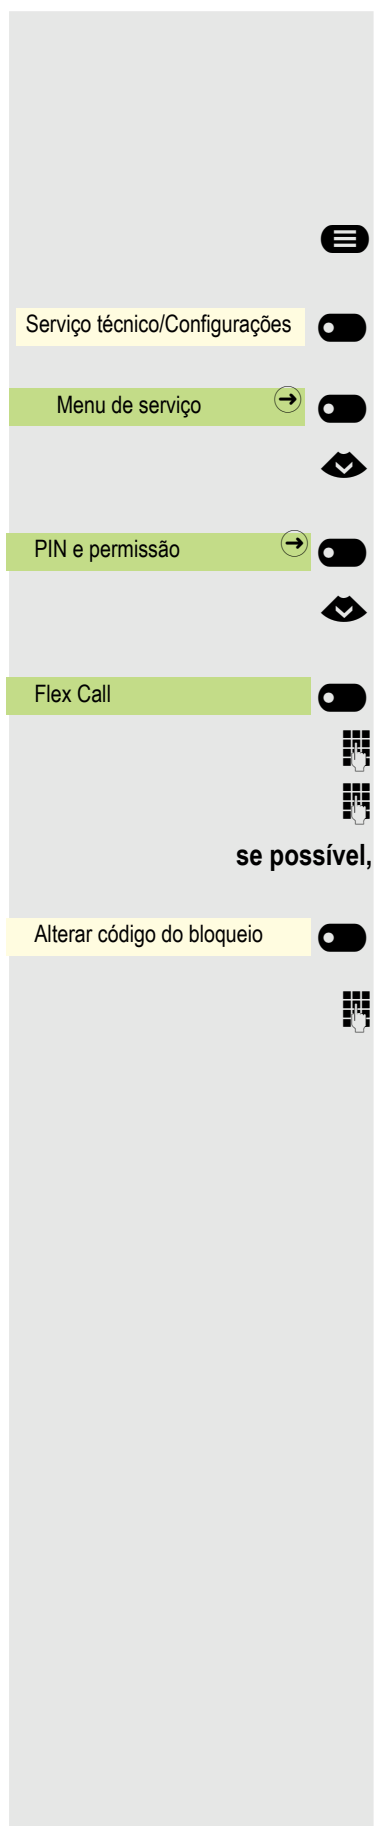 Serviço técnico/Configurações
Menu de serviço
PIN e permissão
Flex Call
se possível,
Alterar código do bloqueio